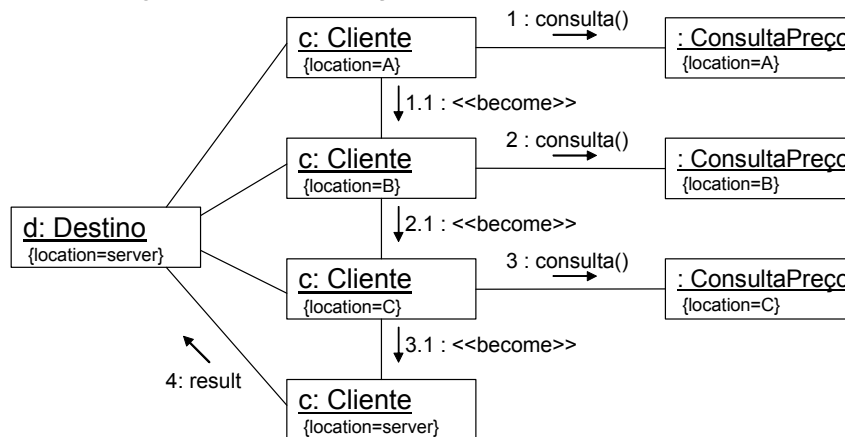 c: Cliente
{location=A}
1 : consulta()
: ConsultaPreço
{location=A}
1.1 : <<become>>
c: Cliente
{location=B}
2 : consulta()
: ConsultaPreço
{location=B}
d: Destino
{location=server}
2.1 : <<become>>
c: Cliente
{location=C}
3 : consulta()
: ConsultaPreço
{location=C}
3.1 : <<become>>
4: result
c: Cliente
{location=server}